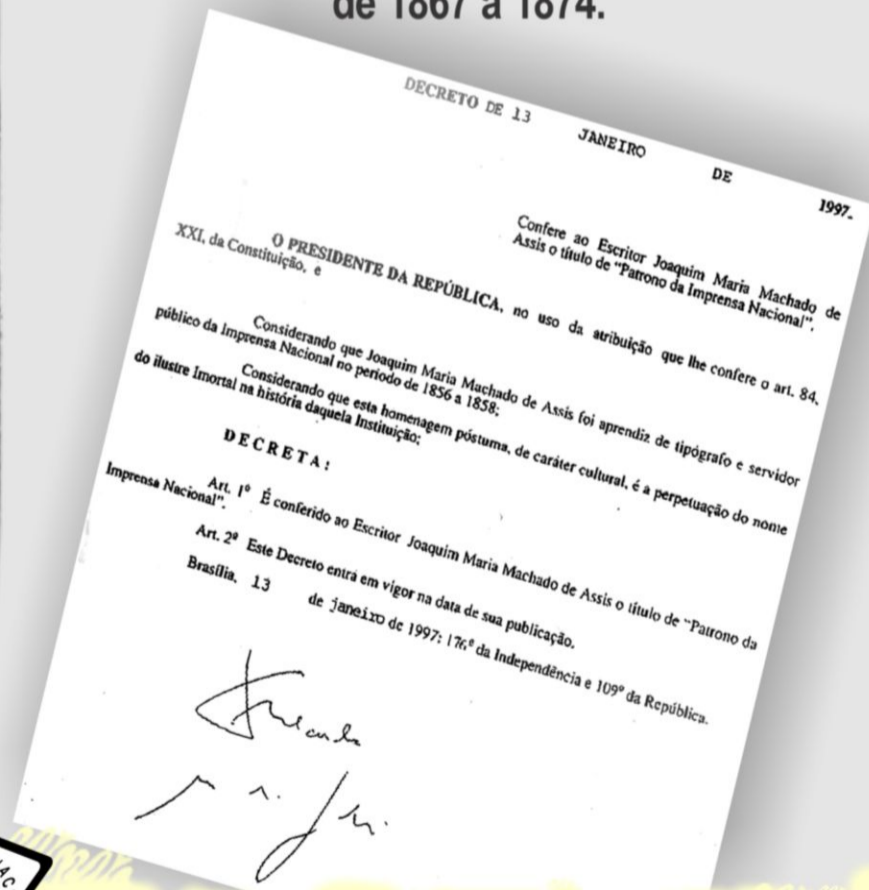 de 1867 a 1874.
DECRETO DE 13 JANEIRO DE 1997.
Confere ao Escritor Joaquim Maria Machado de
Assis o título de "Patrono da Imprensa Nacional".
O PRESIDENTE DA REPÚBLICA, no uso da atribuição que lhe confere o art. 84,
XXI, da Constituição, e
Considerando que Joaquim Maria Machado de Assis foi aprendiz de tipógrafo e servidor
público da Imprensa Nacional no período de 1856 a 1858;
Considerando que esta homenagem póstuma, de caráter cultural, é a perpetuação do nome
do ilustre Imortal na história daquela Instituição;
DECRETA:
Art. 1º É conferido ao Escritor Joaquim Maria Machado de Assis o título de "Patrono da
Imprensa Nacional".
Art. 2º Este Decreto entra em vigor na data de sua publicação.
Brasília, 13 de janeiro de 1997; 176º da Independência e 109º da República.